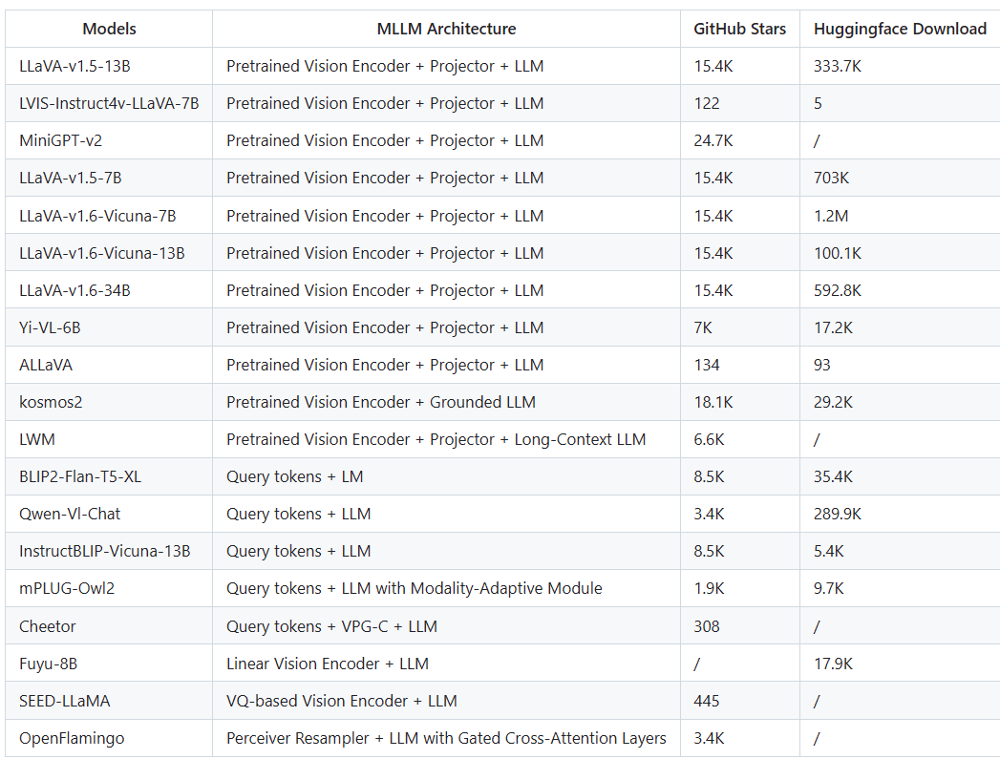 Models MLLM Architecture GitHub Stars Huggingface Download
LLaVA-v1.5-13B Pretrained Vision Encoder + Projector + LLM 15.4K 333.7K
LVIS-Instruct4v-LLaVA-7B Pretrained Vision Encoder + Projector + LLM 122 5
MiniGPT-v2 Pretrained Vision Encoder + Projector + LLM 24.7K /
LLaVA-v1.5-7B Pretrained Vision Encoder + Projector + LLM 15.4K 703K
LLaVA-v1.6-Vicuna-7B Pretrained Vision Encoder + Projector + LLM 15.4K 1.2M
LLaVA-v1.6-Vicuna-13B Pretrained Vision Encoder + Projector + LLM 15.4K 100.1K
LLaVA-v1.6-34B Pretrained Vision Encoder + Projector + LLM 15.4K 592.8K
Yi-VL-6B Pretrained Vision Encoder + Projector + LLM 7K 17.2K
ALLaVA Pretrained Vision Encoder + Projector + LLM 134 93
kosmos2 Pretrained Vision Encoder + Grounded LLM 18.1K 29.2K
LWM Pretrained Vision Encoder + Projector + Long-Context LLM 6.6K /
BLIP2-Flan-T5-XL Query tokens + LM 8.5K 35.4K
Qwen-Vl-Chat Query tokens + LLM 3.4K 289.9K
InstructBLIP-Vicuna-13B Query tokens + LLM 8.5K 5.4K
mPLUG-Owl2 Query tokens + LLM with Modality-Adaptive Module 1.9K 9.7K
Cheetor Query tokens + VPG-C + LLM 308 /
Fuyu-8B Linear Vision Encoder + LLM / 17.9K
SEED-LLaMA VQ-based Vision Encoder + LLM 445 /
OpenFlamingo Perceiver Resampler + LLM with Gated Cross-Attention Layers 3.4K /